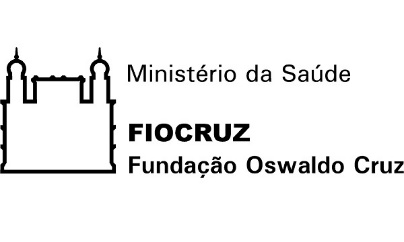 Ministério da Saúde
FIOCRUZ
Fundação Oswaldo Cruz